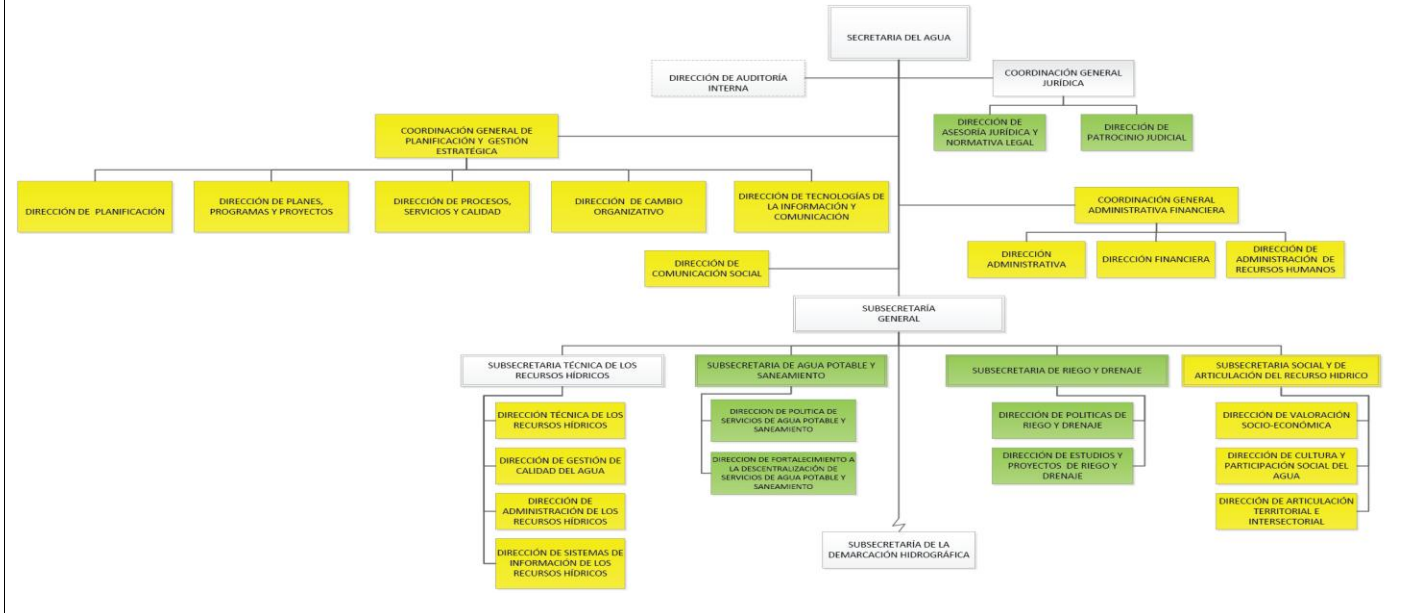 SECRETARIA DEL AGUA
DIRECCIÓN DE AUDITORÍA
INTERNA
COORDINACIÓN GENERAL
JURÍDICA
DIRECCIÓN DE
ASESORÍA JURÍDICA Y
NORMATIVA LEGAL
DIRECCIÓN DE
PATROCINIO JUDICIAL
COORDINACIÓN GENERAL DE
PLANIFICACIÓN Y GESTIÓN
ESTRATÉGICA
DIRECCIÓN DE PLANIFICACIÓN
DIRECCIÓN DE PLANES,
PROGRAMAS Y PROYECTOS
DIRECCIÓN DE PROCESOS,
SERVICIOS Y CALIDAD
DIRECCIÓN DE CAMBIO
ORGANIZATIVO
DIRECCIÓN DE TECNOLOGÍAS DE
LA INFORMACIÓN Y
COMUNICACIÓN
COORDINACIÓN GENERAL
ADMINISTRATIVA FINANCIERA
DIRECCIÓN
ADMINISTRATIVA
DIRECCIÓN FINANCIERA
DIRECCIÓN DE
ADMINISTRACIÓN DE
RECURSOS HUMANOS
DIRECCIÓN DE
COMUNICACIÓN SOCIAL
SUBSECRETARÍA
GENERAL
SUBSECRETARIA TÉCNICA DE LOS
RECURSOS HÍDRICOS
DIRECCIÓN TÉCNICA DE LOS
RECURSOS HÍDRICOS
DIRECCIÓN DE GESTIÓN DE
CALIDAD DEL AGUA
DIRECCIÓN DE
ADMINISTRACIÓN DE LOS
RECURSOS HÍDRICOS
DIRECCIÓN DE SISTEMAS DE
INFORMACIÓN DE LOS
RECURSOS HÍDRICOS
SUBSECRETARIA DE AGUA POTABLE Y
SANEAMIENTO
DIRECCION DE POLITICA DE
SERVICIOS DE AGUA POTABLE Y
SANEAMIENTO
DIRECCION DE FORTALECIMIENTO A
LA DESCENTRALIZACIÓN DE
SERVICIOS DE AGUA POTABLE Y
SANEAMIENTO
SUBSECRETARIA DE RIEGO Y DRENAJE
DIRECCIÓN DE POLITICAS DE
RIEGO Y DRENAJE
DIRECCIÓN DE ESTUDIOS Y
PROYECTOS DE RIEGO Y
DRENAJE
SUBSECRETARIA SOCIAL Y DE
ARTICULACIÓN DEL RECURSO HIDRICO
DIRECCIÓN DE VALORACIÓN
SOCIO-ECONÓMICA
DIRECCIÓN DE CULTURA Y
PARTICIPACIÓN SOCIAL DEL
AGUA
DIRECCIÓN DE ARTICULACIÓN
TERRITORIAL E
INTERSECTORIAL
SUBSECRETARÍA DE LA
DEMARCACIÓN HIDROGRÁFICA